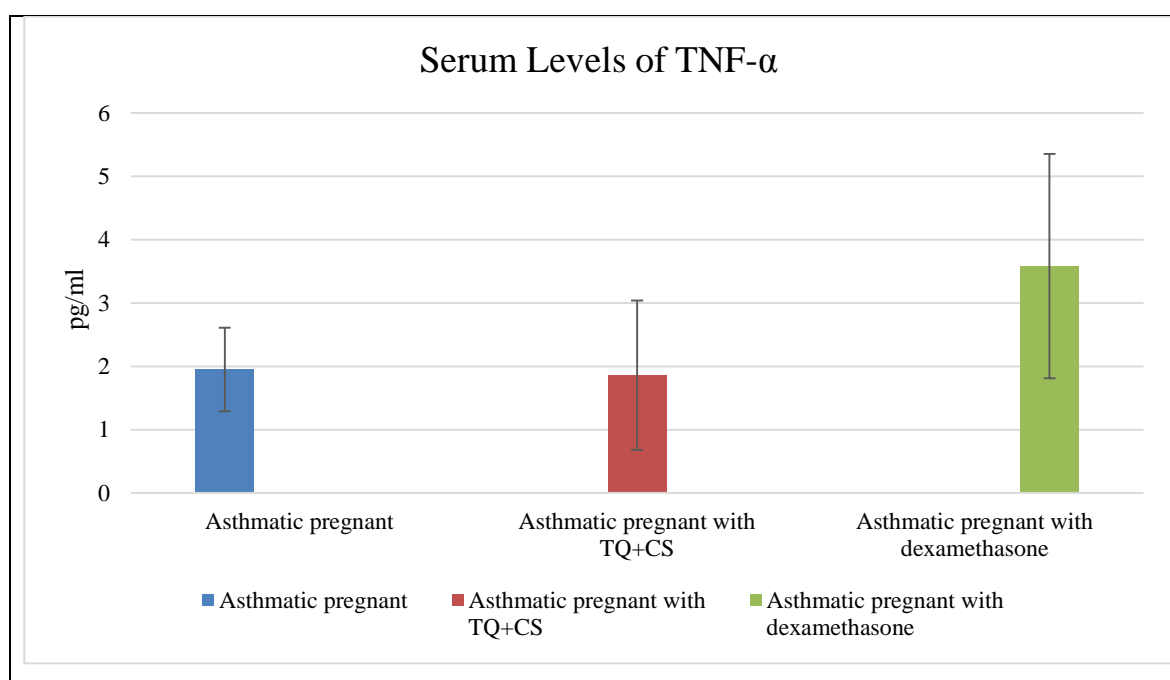 Serum Levels of TNF-α
6
5
4
3
2
1
0
pg/ml
Asthmatic pregnant
Asthmatic pregnant with
TQ+CS
Asthmatic pregnant with
dexamethasone
Asthmatic pregnant
Asthmatic pregnant with
TQ+CS
Asthmatic pregnant with
dexamethasone